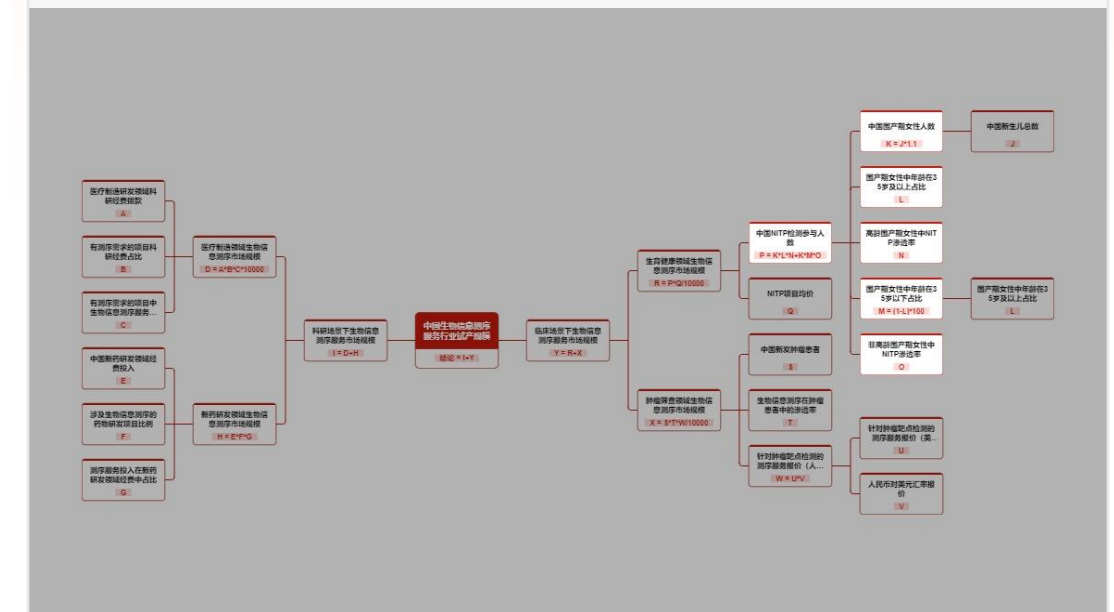 医疗制造研发领域科
研经费拨款
A
有测序需求的项目科
研经费占比
B
有测序需求的项目中
生物信息测序服务...
C
中国新药研发领域经
费投入
E
涉及生物信息测序的
药物研发项目比例
F
测序服务投入在新药
研发领域经费中占比
G
医疗制造领域生物信
息测序市场规模
D = A*B*C*10000
新药研发领域生物信
息测序市场规模
H = E*F*G
科研场景下生物信息
测序服务市场规模
I = D+H
中国生物信息测序
服务行业试产规模
结论 = I+Y
临床场景下生物信息
测序服务市场规模
Y = R+X
生育健康领域生物信
息测序市场规模
R = P*Q/10000
肿瘤筛查领域生物信
息测序市场规模
X = S*T*W/10000
中国NITP检测参与人
数
P = K*L*N+K*M*O
NITP项目均价
Q
中国新发肿瘤患者
S
生物信息测序在肿瘤
患者中的渗透率
T
针对肿瘤靶点检测的
测序服务报价（人...
W = U*V
中国围产期女性人数
K = J*1.1
围产期女性中年龄在3
5岁及以上占比
L
高龄围产期女性中NIT
P渗透率
N
围产期女性中年龄在3
5岁以下占比
M = (1-L)*100
非高龄围产期女性中
NITP渗透率
O
针对肿瘤靶点检测的
测序服务报价（美...
U
人民币对美元汇率报
价
V
中国新生儿总数
J
围产期女性中年龄在3
5岁及以上占比
L